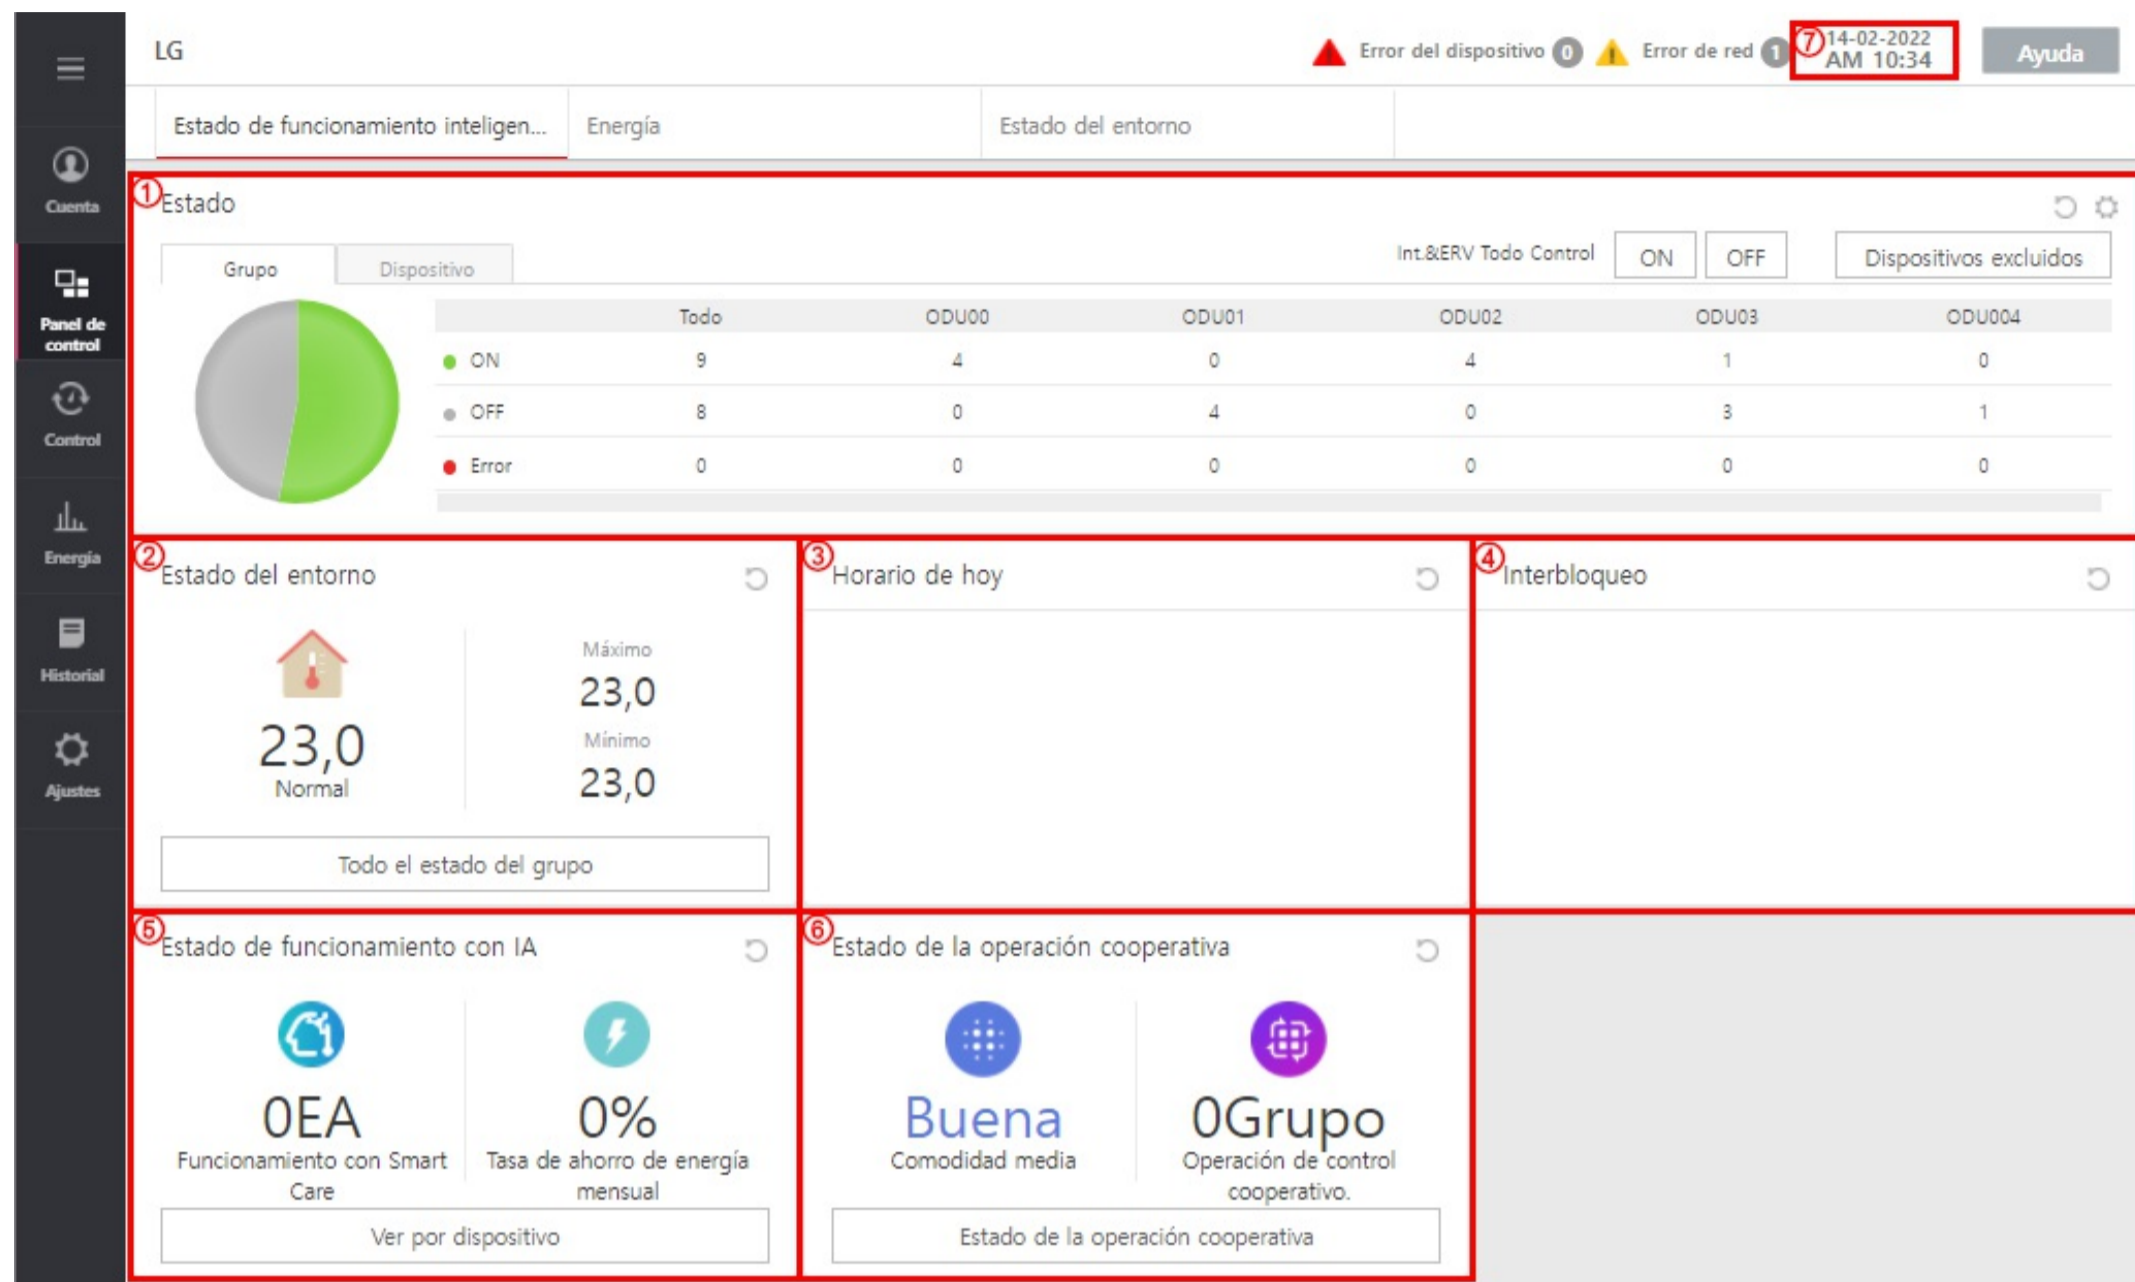 LG
Error del dispositivo 0
Error de red 1
⑦ 14-02-2022
AM 10:34
Ayuda
Estado de funcionamiento inteligen... Energía Estado del entorno
Cuenta
Panel de
control
Control
Energía
Historial
Ajustes
① Estado
Grupo Dispositivo Int.&ERV Todo Control ON OFF Dispositivos excluidos
Todo ODU00 ODU01 ODU02 ODU03 ODU004
ON 9 4 0 4 1 0
OFF 8 0 4 0 3 1
Error 0 0 0 0 0 0
② Estado del entorno
23,0
Normal
Máximo
23,0
Mínimo
23,0
Todo el estado del grupo
③ Horario de hoy
④ Interbloqueo
⑤ Estado de funcionamiento con IA
0EA
Funcionamiento con Smart
Care
0%
Tasa de ahorro de energía
mensual
Ver por dispositivo
⑥ Estado de la operación cooperativa
Buena
Comodidad media
0Grupo
Operación de control
cooperativo.
Estado de la operación cooperativa